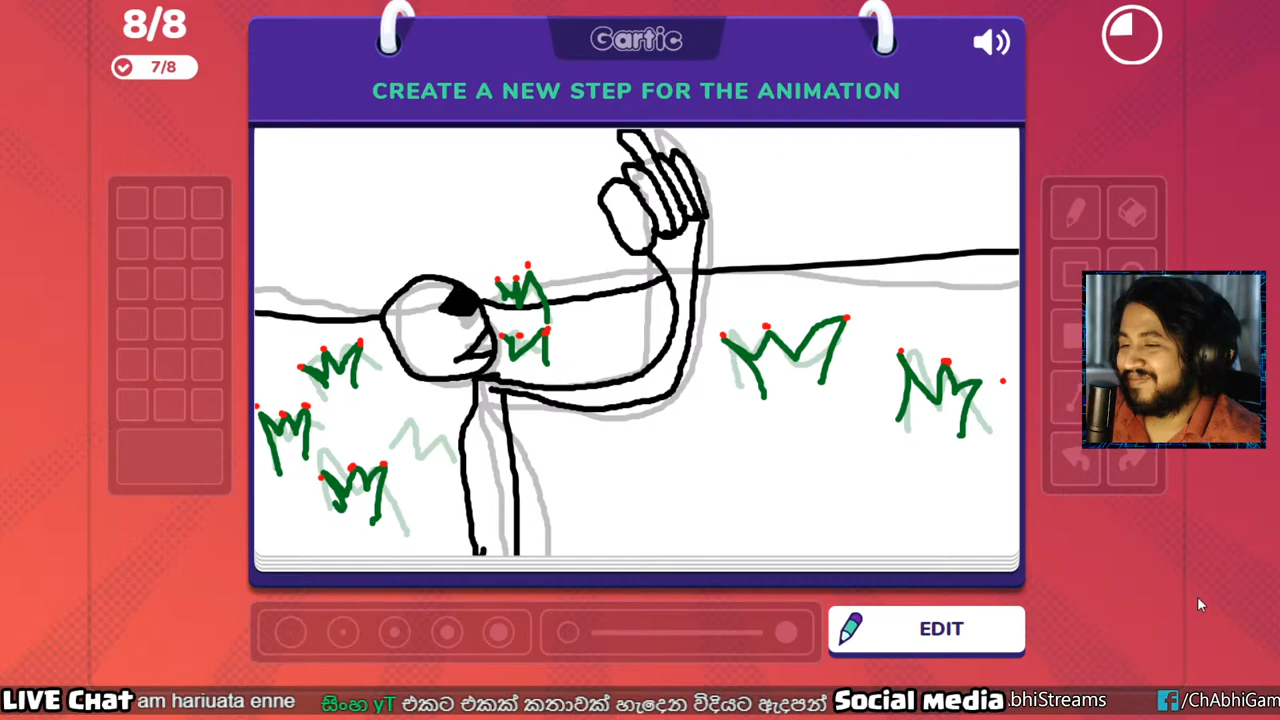 8/8
7/8
Gartic
CREATE A NEW STEP FOR THE ANIMATION
EDIT
LIVE Chat am hariuata enne සිංහ yT එකට එකක් කතාවක් හැදෙන විදියට ඇදපන් Social media .bhiStreams /ChAbhiGam